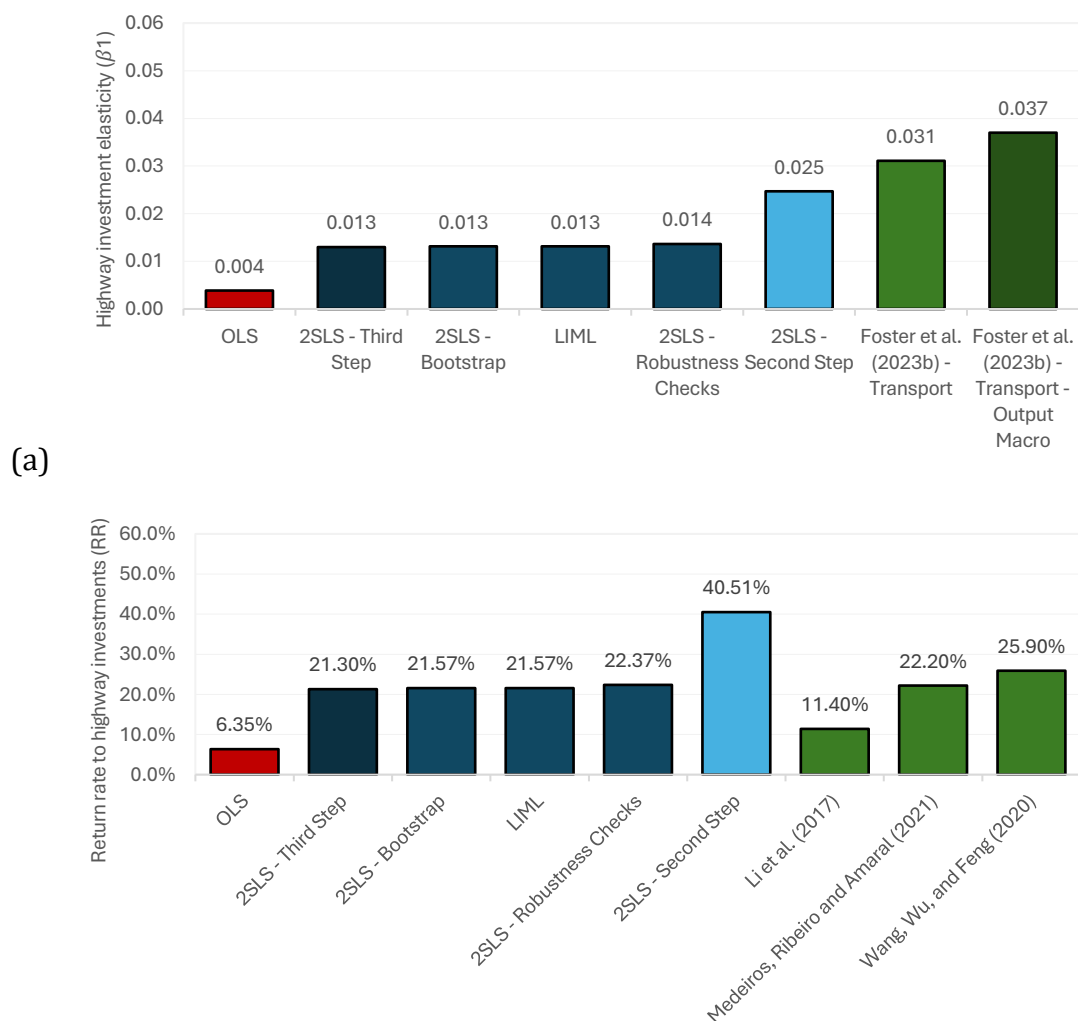 Highway investment elasticity (β1)
0.06
0.05
0.04
0.03
0.02
0.01
0.00
0.004
0.013
0.013
0.013
0.014
0.025
0.031
0.037
OLS
2SLS - Third
Step
2SLS -
Bootstrap
LIML
2SLS -
Robustness
Checks
2SLS -
Second Step
Foster et al.
(2023b) -
Transport
Foster et al.
(2023b) -
Transport -
Output
Macro
(a)
Return rate to highway investments (RR)
60.0%
50.0%
40.0%
30.0%
20.0%
10.0%
0.0%
6.35%
21.30%
21.57%
21.57%
22.37%
40.51%
11.40%
22.20%
25.90%
OLS
2SLS - Third Step
2SLS - Bootstrap
LIML
2SLS - Robustness Checks
2SLS - Second Step
Li et al. (2017)
Medeiros, Ribeiro and Amaral (2021)
Wang, Wu, and Feng (2020)